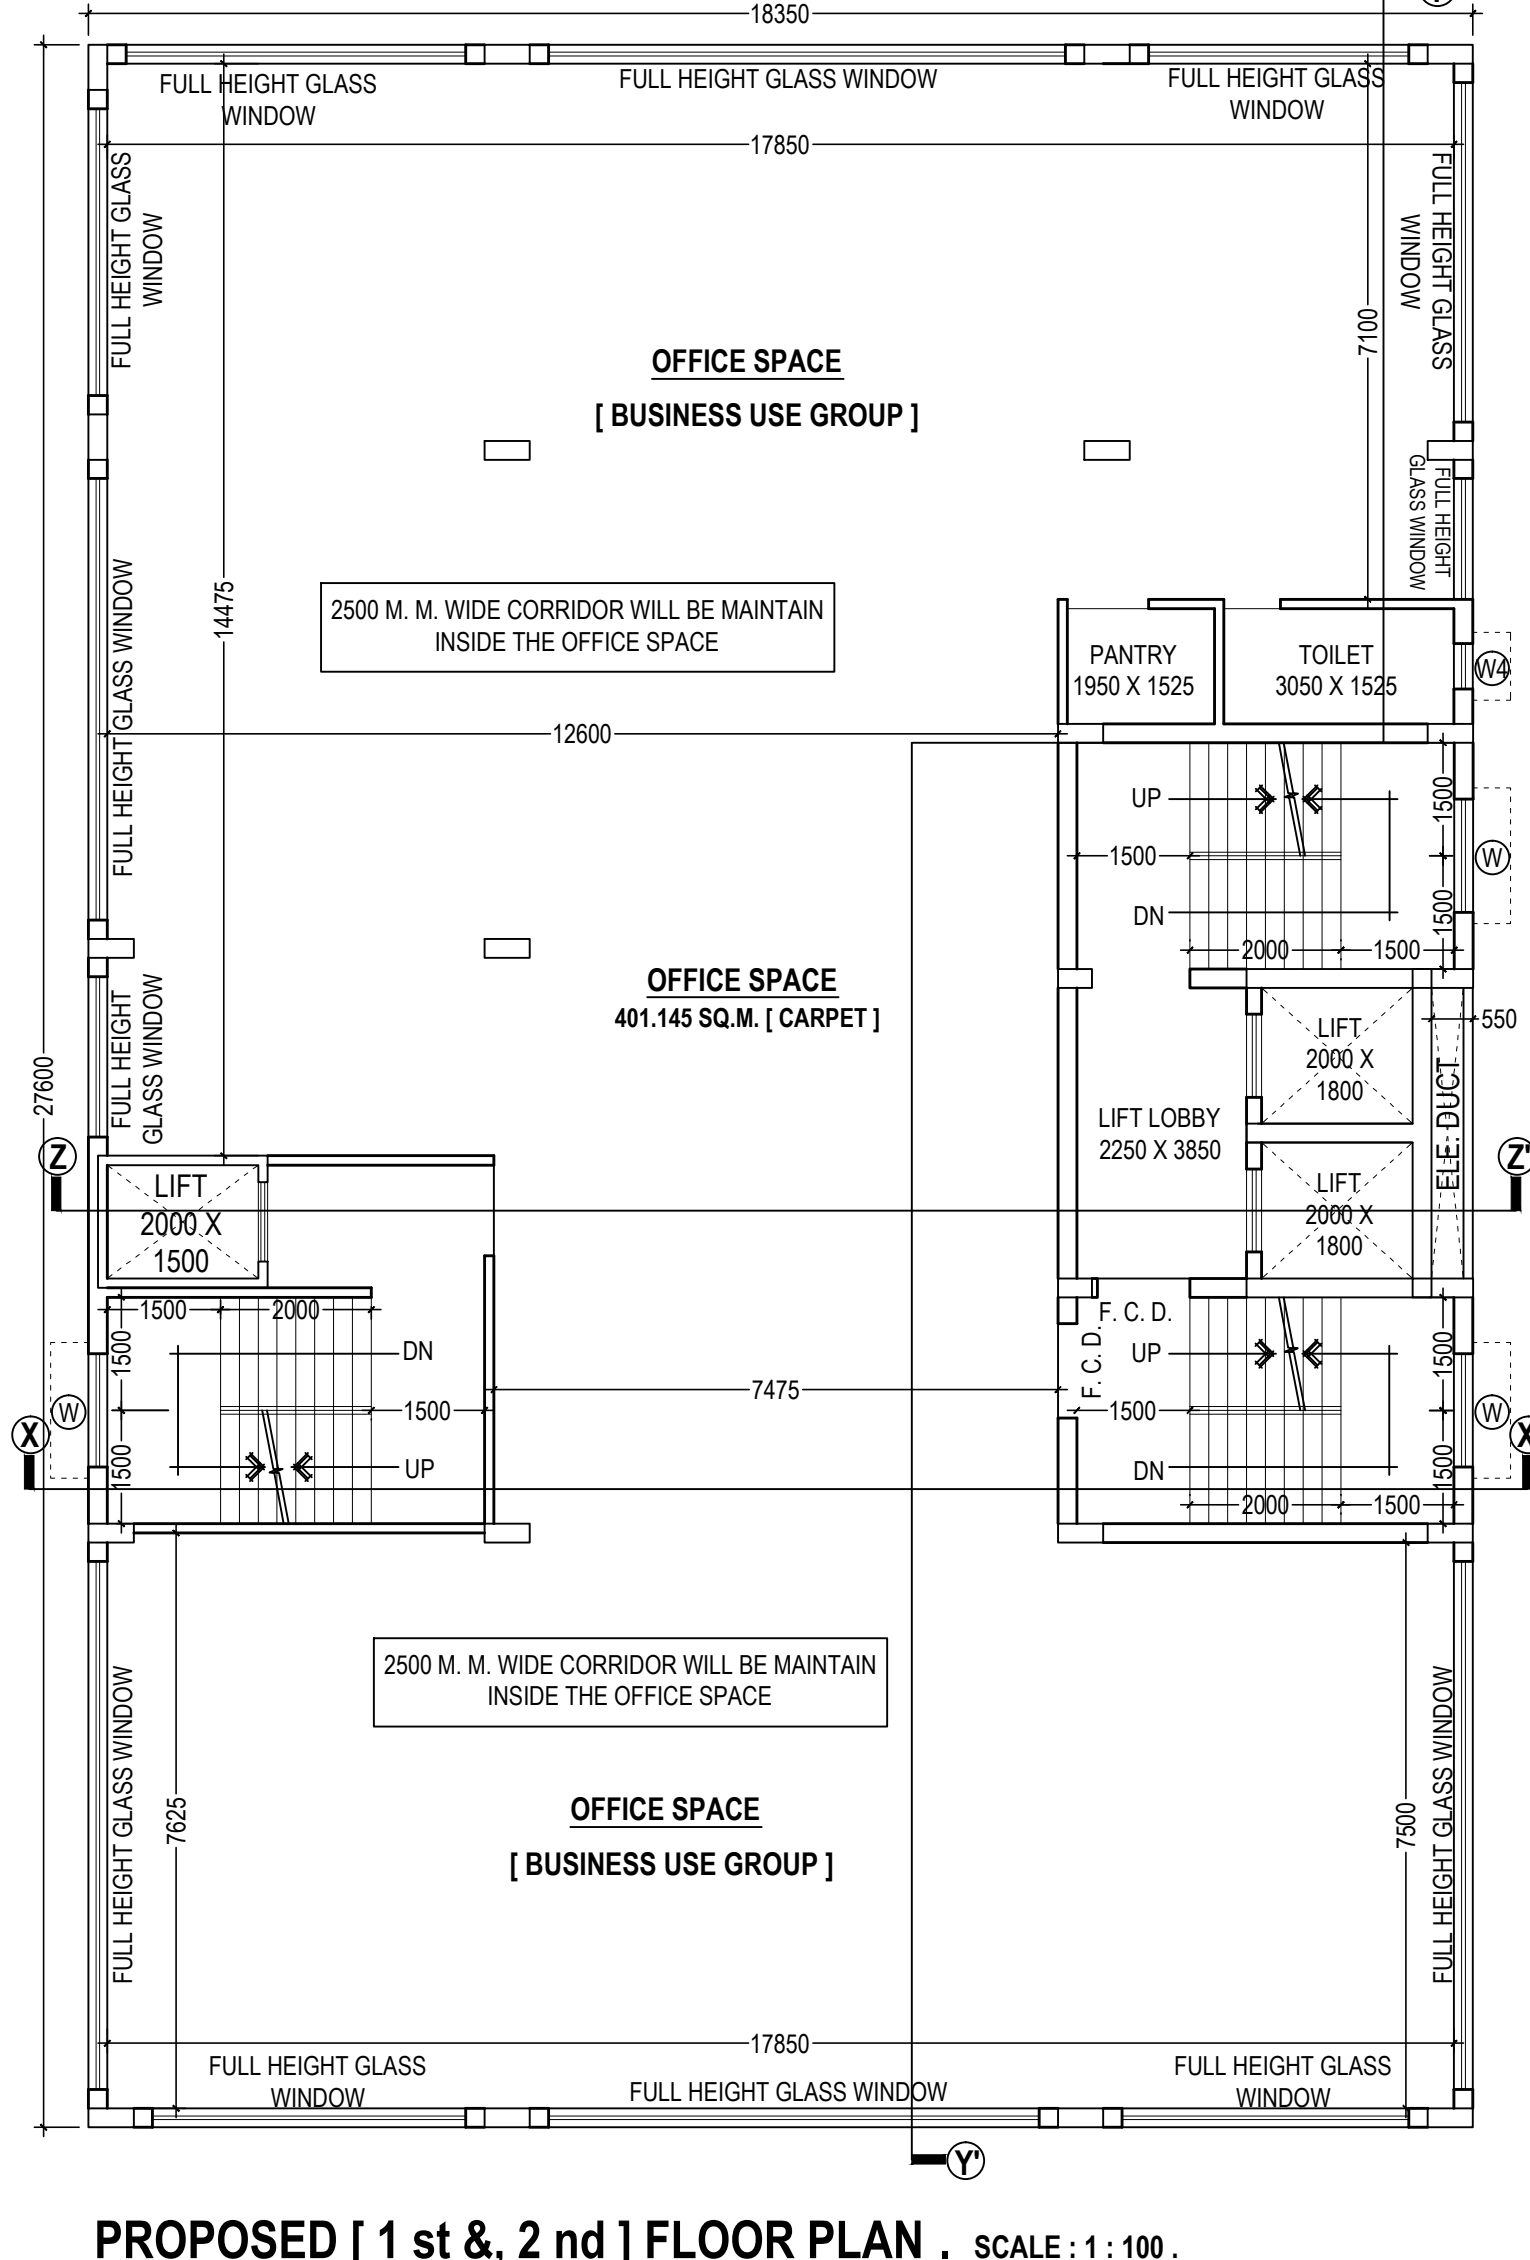 18350
FULL HEIGHT GLASS
WINDOW
FULL HEIGHT GLASS WINDOW
FULL HEIGHT GLASS
WINDOW
17850
FULL HEIGHT GLASS
WINDOW
FULL HEIGHT GLASS
WINDOW
7100
OFFICE SPACE
[ BUSINESS USE GROUP ]
FULL HEIGHT
GLASS WINDOW
14475
2500 M. M. WIDE CORRIDOR WILL BE MAINTAIN
INSIDE THE OFFICE SPACE
FULL HEIGHT GLASS WINDOW
PANTRY
1950 X 1525
TOILET
3050 X 1525
W4
12600
UP
1500
DN
2000
1500
1500
1500
W
OFFICE SPACE
401.145 SQ.M. [ CARPET ]
FULL HEIGHT
GLASS WINDOW
27600
LIFT
2000 X
1800
550
ELE. DUCT
LIFT LOBBY
2250 X 3850
LIFT
2000 X
1800
Z
Z'
LIFT
2000 X
1500
1500
2000
1500
1500
DN
1500
UP
W
X
7475
F. C. D.
F. C. D.
UP
1500
DN
2000
1500
1500
1500
W
X
2500 M. M. WIDE CORRIDOR WILL BE MAINTAIN
INSIDE THE OFFICE SPACE
FULL HEIGHT GLASS WINDOW
7625
OFFICE SPACE
[ BUSINESS USE GROUP ]
7500
FULL HEIGHT GLASS WINDOW
17850
FULL HEIGHT GLASS
WINDOW
FULL HEIGHT GLASS WINDOW
FULL HEIGHT GLASS
WINDOW
Y'
PROPOSED [ 1 st &, 2 nd ] FLOOR PLAN . SCALE : 1 : 100 .